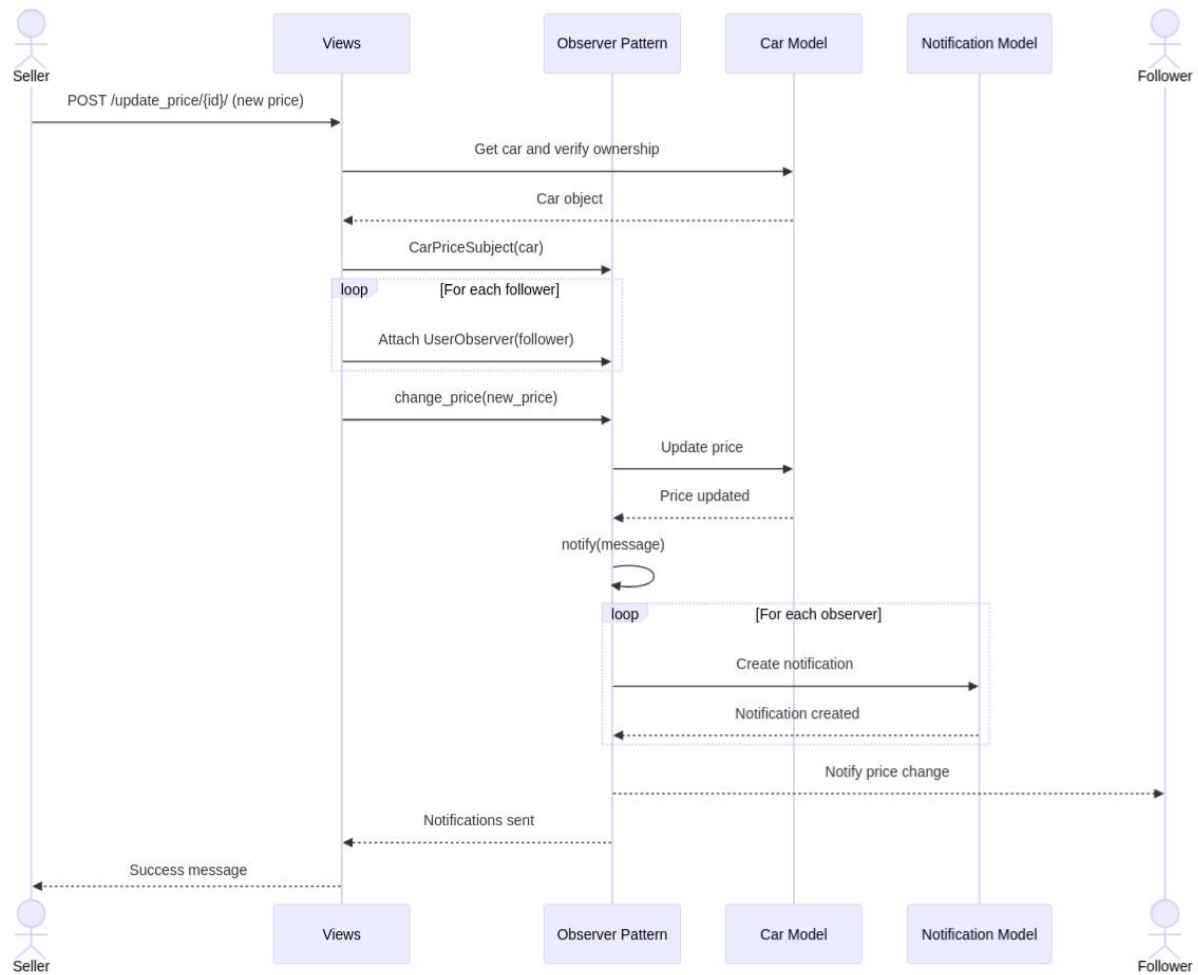 Seller
Views
Observer Pattern
Car Model
Notification Model
Follower
POST /update_price/{id}/ (new price)
Get car and verify ownership
Car object
CarPriceSubject(car)
loop
[For each follower]
Attach UserObserver(follower)
change_price(new_price)
Update price
Price updated
notify(message)
loop
[For each observer]
Create notification
Notification created
Notify price change
Notifications sent
Success message
Seller
Views
Observer Pattern
Car Model
Notification Model
Follower